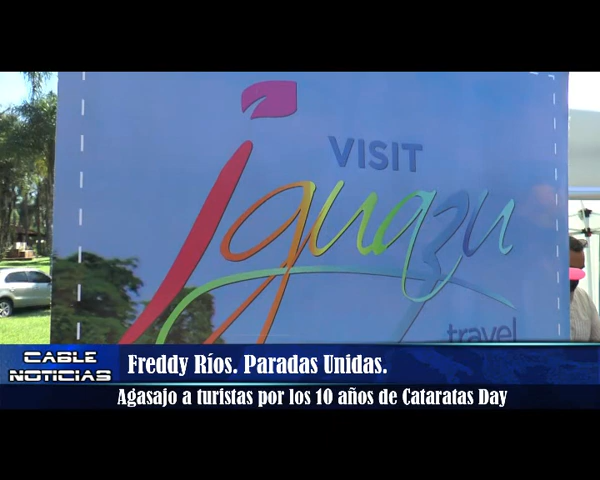 VISIT
iguazu
travel
CABLE
NOTICIAS
Freddy Ríos. Paradas Unidas.
Agasajo a turistas por los 10 años de Cataratas Day